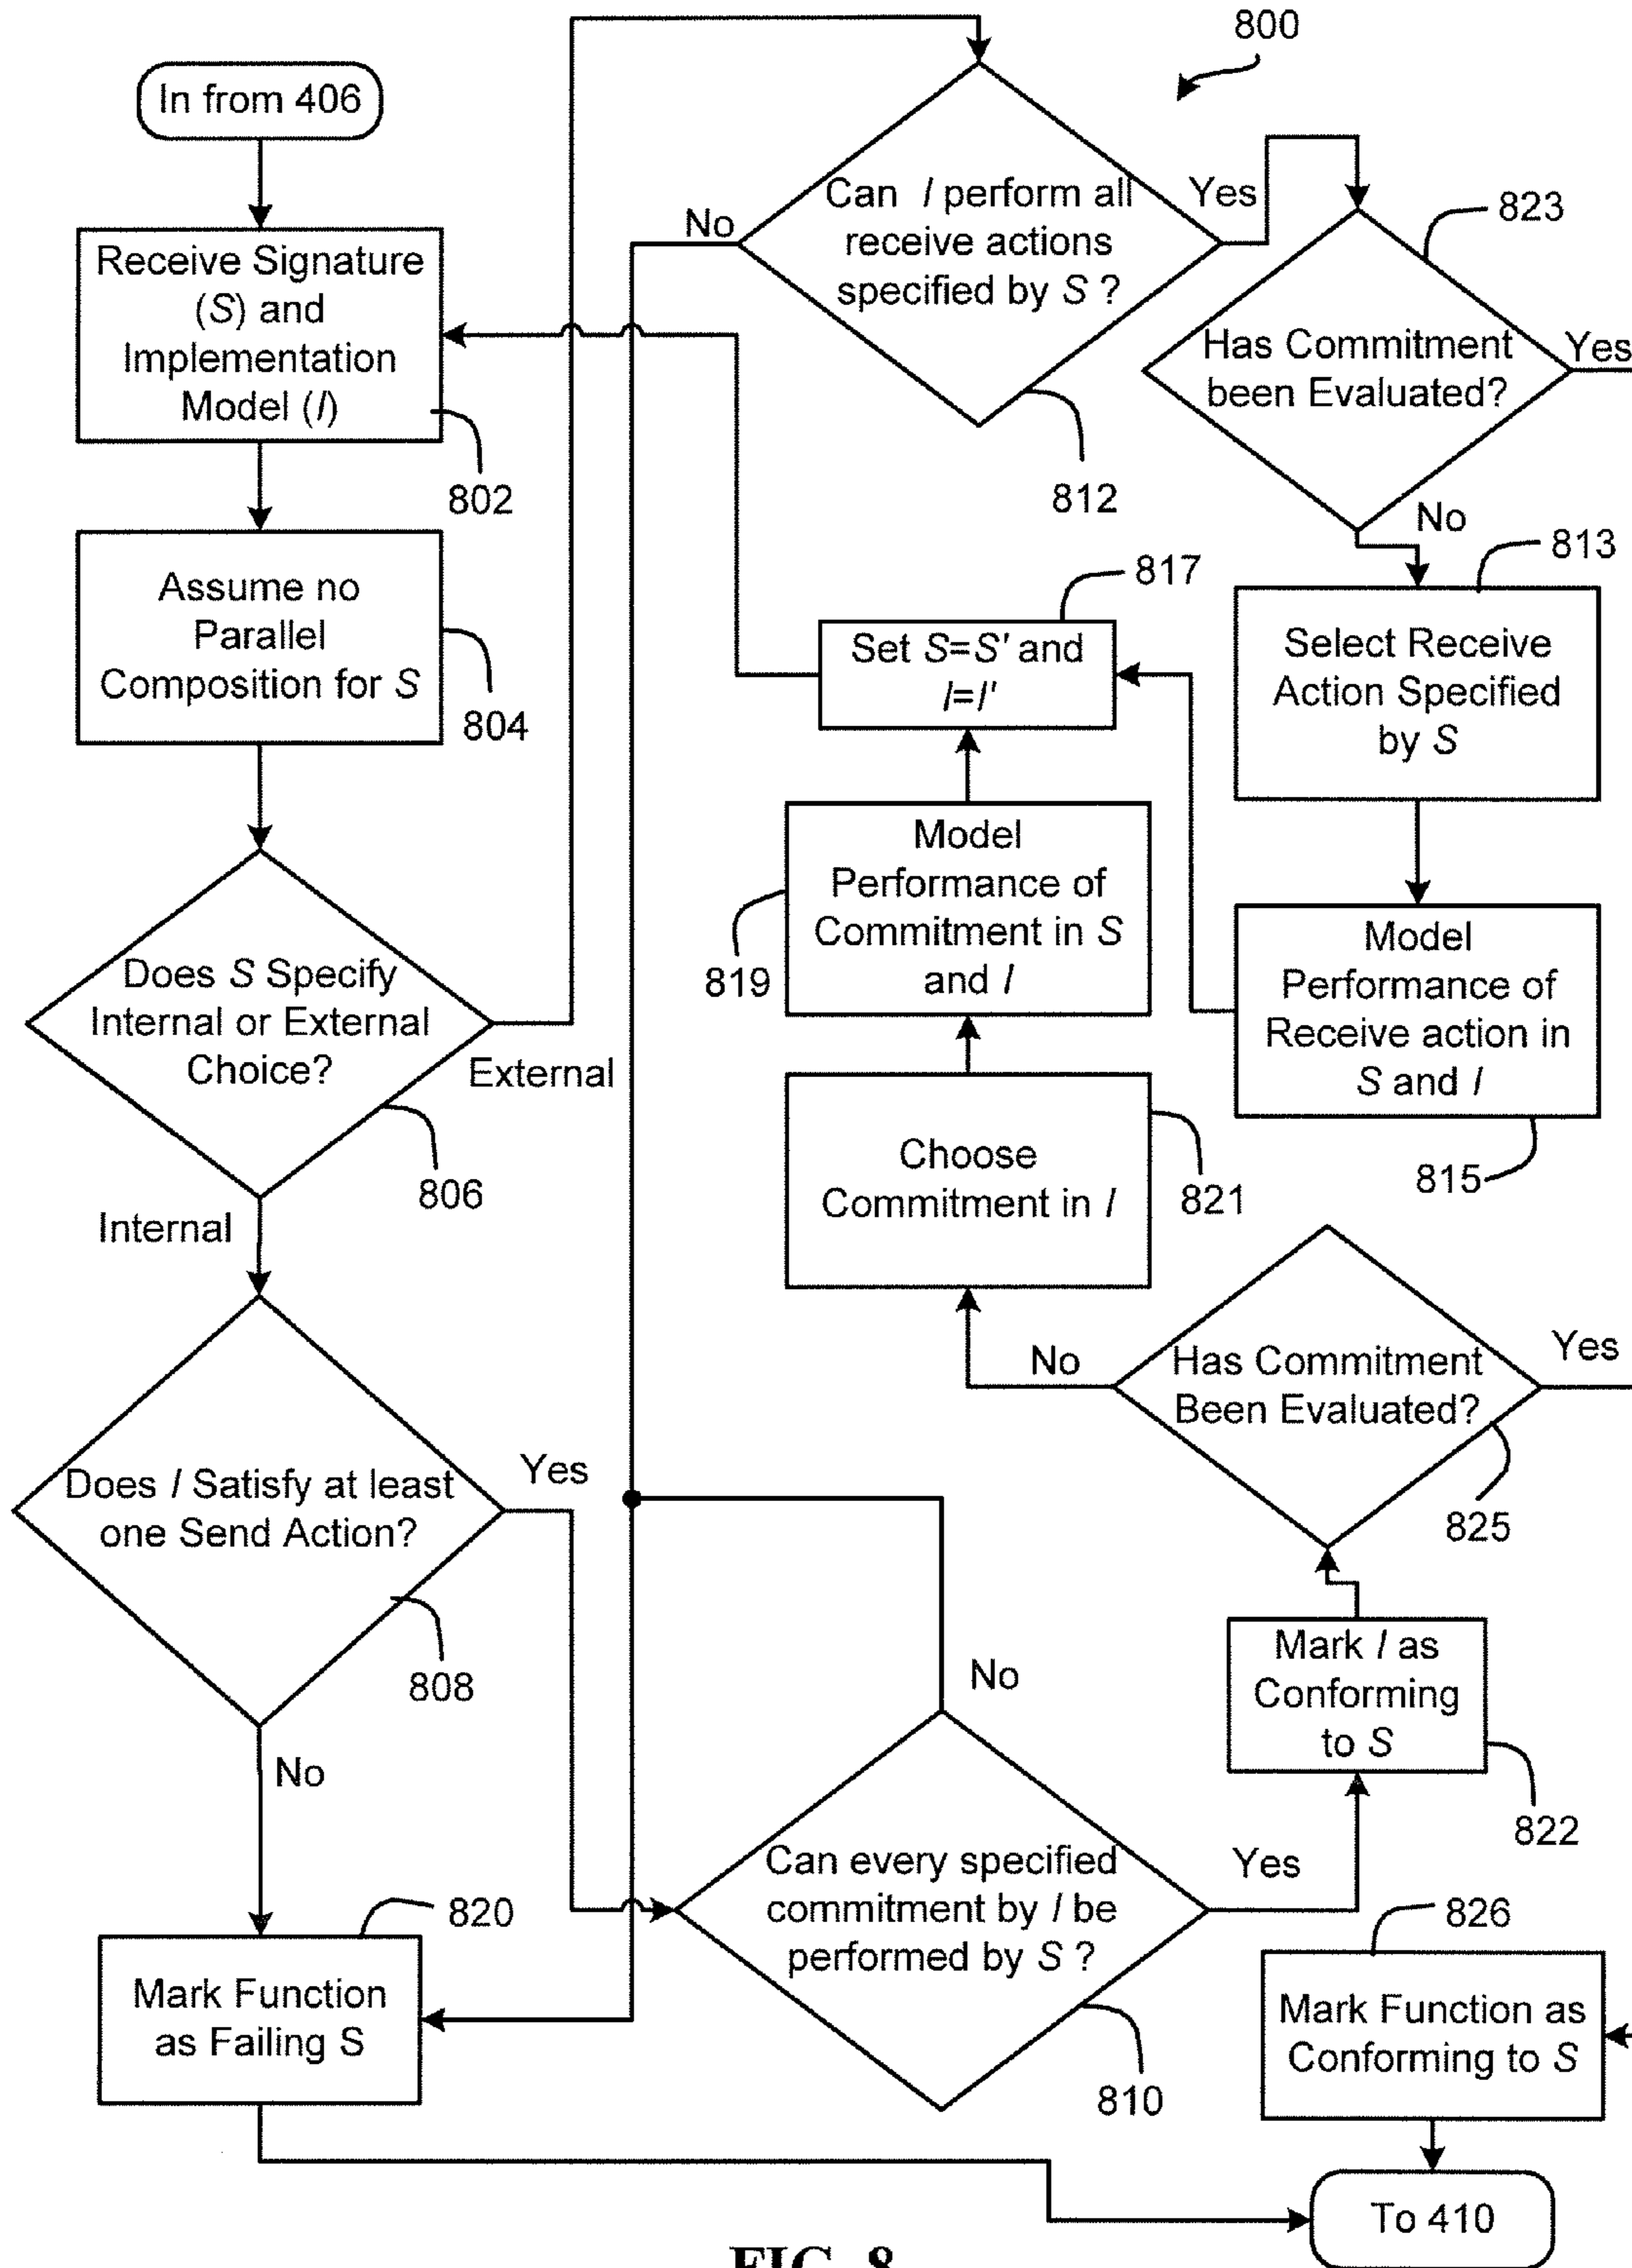 800
In from 406
Receive Signature
(S) and
Implementation
Model (I)
802
Can I perform all
receive actions
specified by S ?
No
Yes
812
823
Has Commitment
been Evaluated?
Yes
No
Assume no
Parallel
Composition for S
804
817
Set S=S' and
I=I'
813
Select Receive
Action Specified
by S
Model
Performance of
Commitment in S
and I
819
Model
Performance of
Receive action in
S and I
815
Does S Specify
Internal or External
Choice?
External
806
Internal
Choose
Commitment in I
821
Has Commitment
Been Evaluated?
No
Yes
825
Does I Satisfy at least
one Send Action?
Yes
808
No
Mark I as
Conforming
to S
822
No
Can every specified
commitment by I be
performed by S ?
Yes
810
820
Mark Function
as Failing S
826
Mark Function as
Conforming to S
To 410
FIG. 8